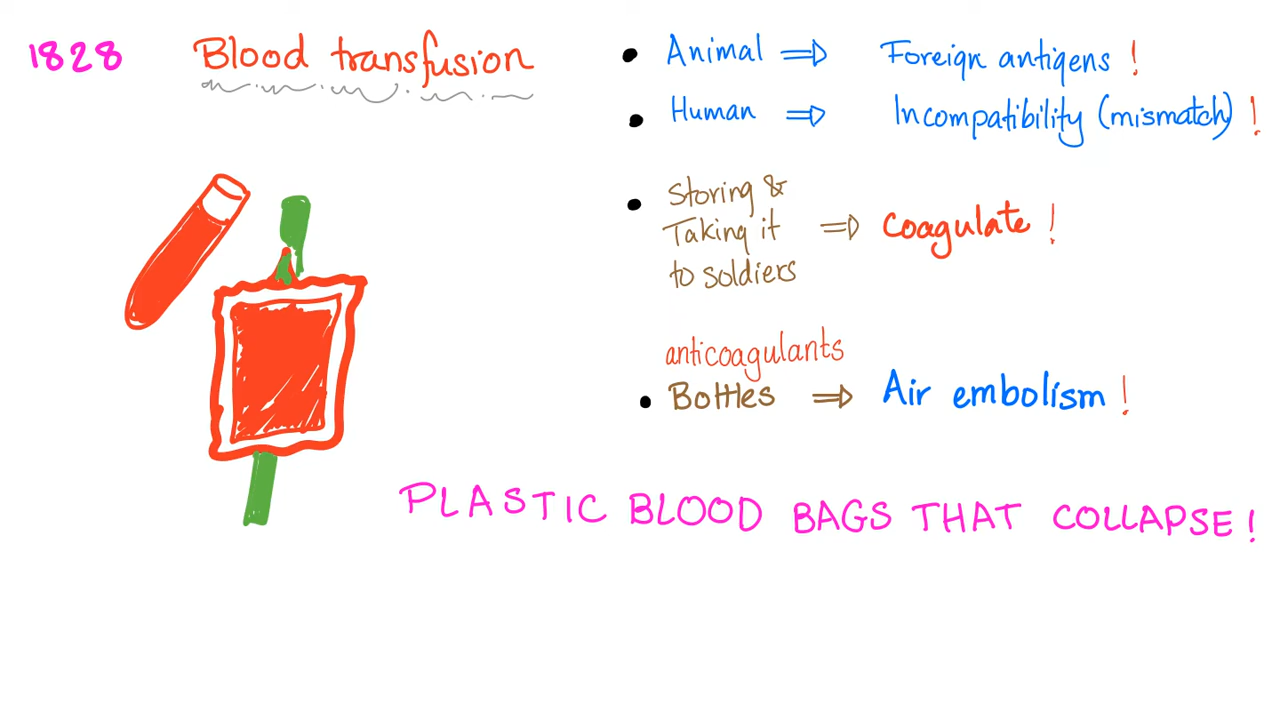 1828 Blood transfusion
• Animal ⇒ Foreign antigens !
• Human ⇒ Incompatibility (mismatch) !
• Storing &
Taking it ⇒ Coagulate !
to soldiers
anticoagulants
• Bottles ⇒ Air embolism !
PLASTIC BLOOD BAGS THAT COLLAPSE !